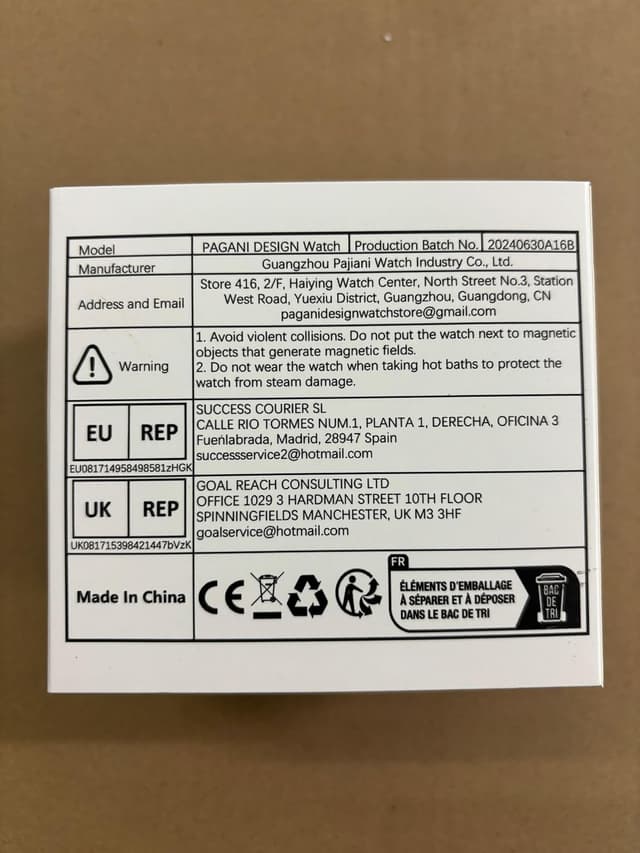 Model
PAGANI DESIGN Watch
Production Batch No.
20240630A16B
Manufacturer
Guangzhou Pajiani Watch Industry Co., Ltd.
Address and Email
Store 416, 2/F, Haiying Watch Center, North Street No.3, Station
West Road, Yuexiu District, Guangzhou, Guangdong, CN
paganidesignwatchstore@gmail.com
Warning
1. Avoid violent collisions. Do not put the watch next to magnetic
objects that generate magnetic fields.
2. Do not wear the watch when taking hot baths to protect the
watch from steam damage.
EU REP
EU081714958498581zHGK
SUCCESS COURIER SL
CALLE RIO TORMES NUM.1, PLANTA 1, DERECHA, OFICINA 3
Fuenlabrada, Madrid, 28947 Spain
successservice2@hotmail.com
UK REP
UK081715398421447bVzK
GOAL REACH CONSULTING LTD
OFFICE 1029 3 HARDMAN STREET 10TH FLOOR
SPINNINGFIELDS MANCHESTER, UK M3 3HF
goalservice@hotmail.com
Made In China
CE
FR
ÉLÉMENTS D'EMBALLAGE
À SÉPARER ET À DÉPOSER
DANS LE BAC DE TRI
BAC
DE
TRI